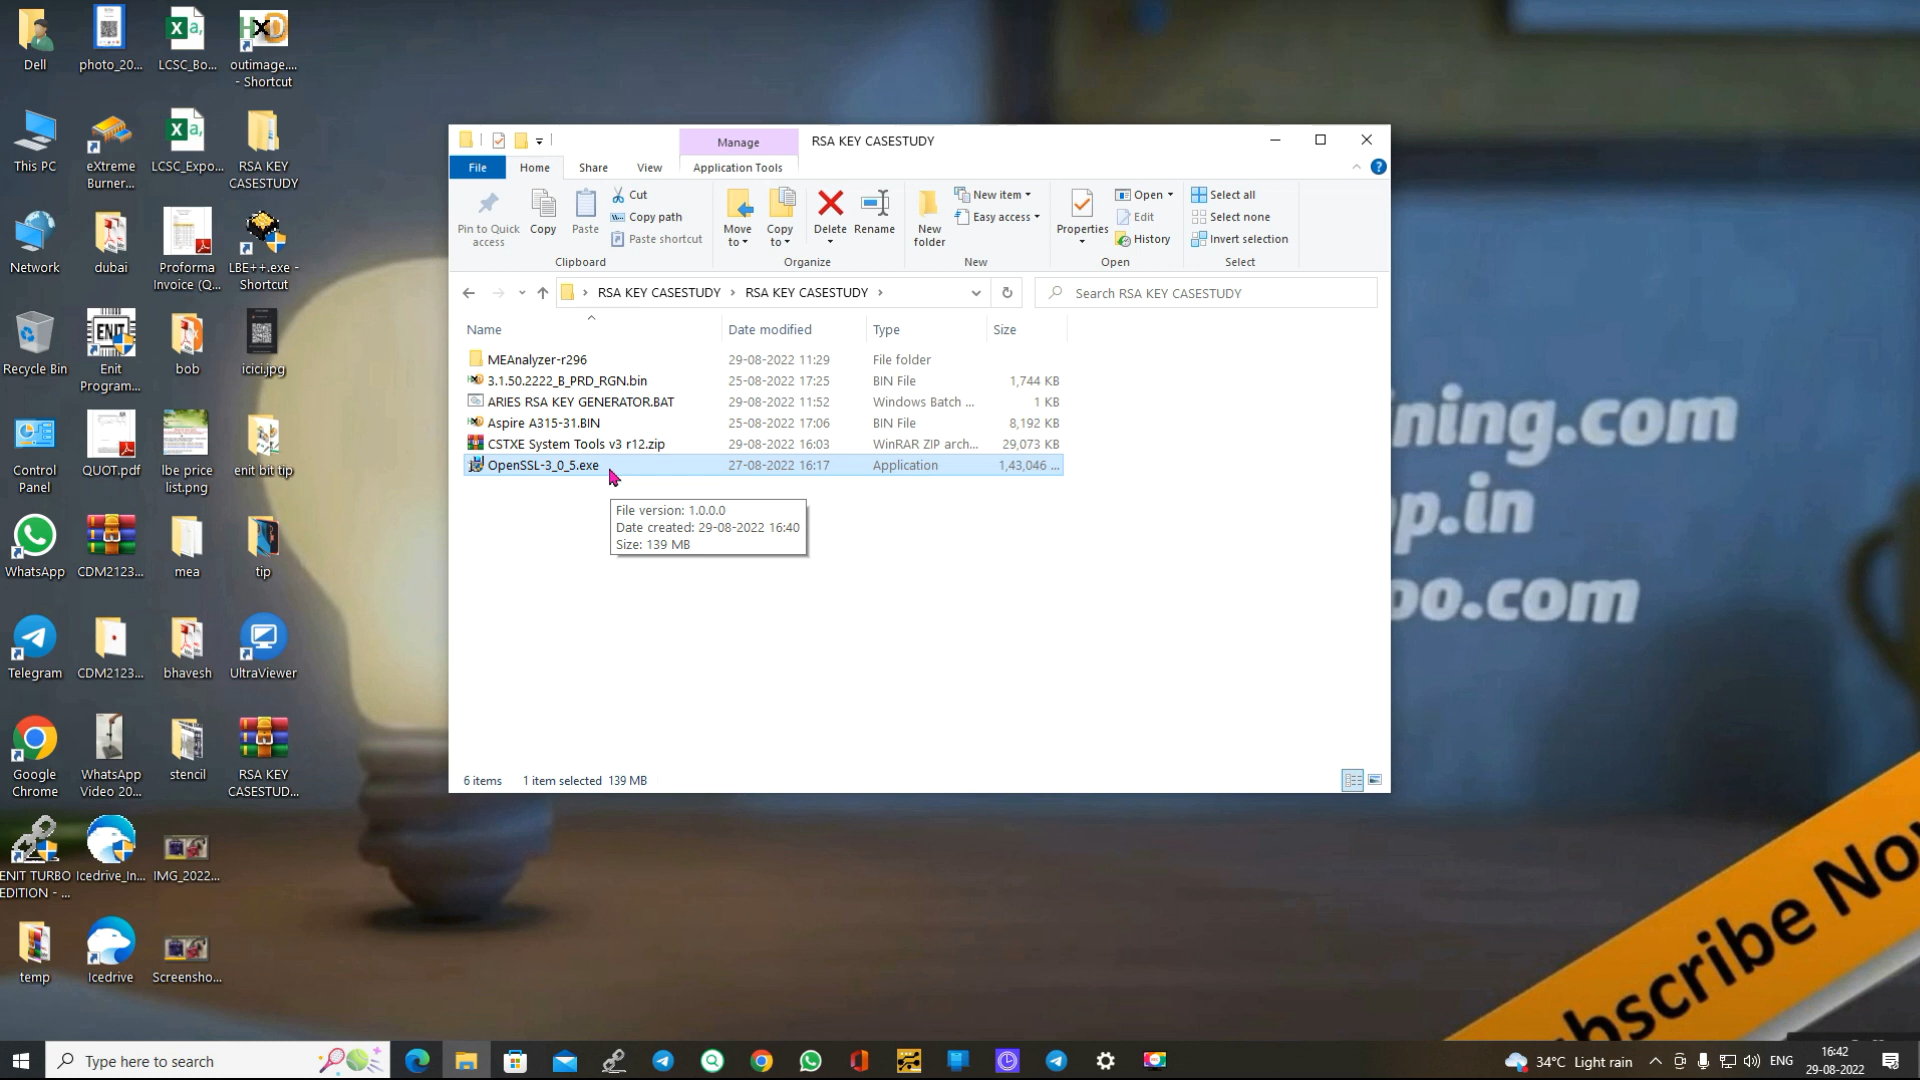 Dell
photo_20...
LCSC_Bo...
outimage....
- Shortcut
This PC
eXtreme
Burner...
LCSC_Expo...
RSA KEY
CASESTUDY
Network
dubai
Proforma
Invoice (Q...
LBE++.exe -
Shortcut
Recycle Bin
Enit
Program...
bob
icici.jpg
Control
Panel
QUOT.pdf
lbe price
list.png
enit bit tip
WhatsApp
CDM2123...
mea
tip
Telegram
CDM2123...
bhavesh
UltraViewer
Google
Chrome
WhatsApp
Video 20...
stencil
RSA KEY
CASESTUD...
ENIT TURBO
EDITION - ...
Icedrive_In...
IMG_2022...
temp
Icedrive
Screensho...
Manage
RSA KEY CASESTUDY
File
Home
Share
View
Application Tools
Pin to Quick
access
Copy
Paste
Cut
Copy path
Paste shortcut
Clipboard
Move
to
Copy
to
Delete
Rename
Organize
New
folder
New item
Easy access
New
Properties
Open
Edit
History
Open
Select all
Select none
Invert selection
Select
RSA KEY CASESTUDY
RSA KEY CASESTUDY
Search RSA KEY CASESTUDY
Name
Date modified
Type
Size
MEAnalyzer-r296 29-08-2022 11:29 File folder
3.1.50.2222_B_PRD_RGN.bin 25-08-2022 17:25 BIN File 1,744 KB
ARIES RSA KEY GENERATOR.BAT 29-08-2022 11:52 Windows Batch ... 1 KB
Aspire A315-31.BIN 25-08-2022 17:06 BIN File 8,192 KB
CSTXE System Tools v3 r12.zip 29-08-2022 16:03 WinRAR ZIP arch... 29,073 KB
OpenSSL-3_0_5.exe 27-08-2022 16:17 Application 1,43,046 ...
File version: 1.0.0.0
Date created: 29-08-2022 16:40
Size: 139 MB
6 items
1 item selected 139 MB
ning.com
p.in
oo.com
bscribe No
Type here to search
34°C Light rain
ENG
16:42
29-08-2022